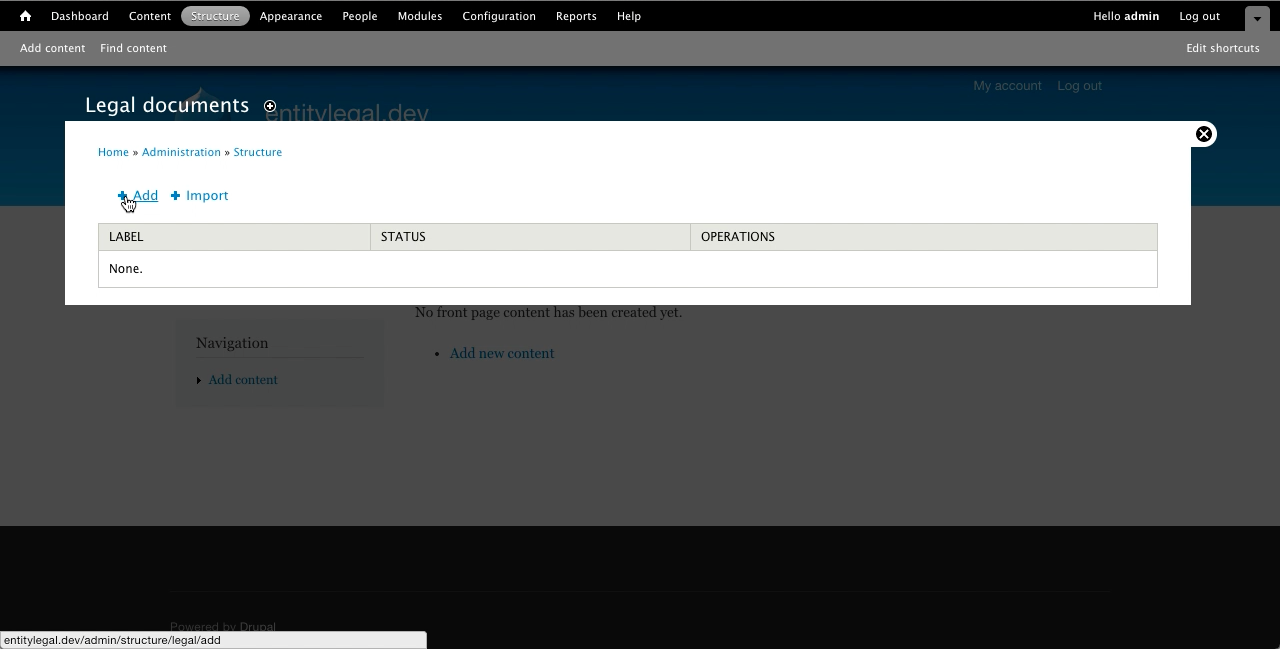 Dashboard Content Structure Appearance People Modules Configuration Reports Help Hello admin Log out
Add content Find content Edit shortcuts
My account Log out
Legal documents
entitylegal.dev
Home » Administration » Structure
Add Import
LABEL STATUS OPERATIONS
None.
No front page content has been created yet.
Navigation
• Add new content
Add content
Powered by Drupal
entitylegal.dev/admin/structure/legal/add